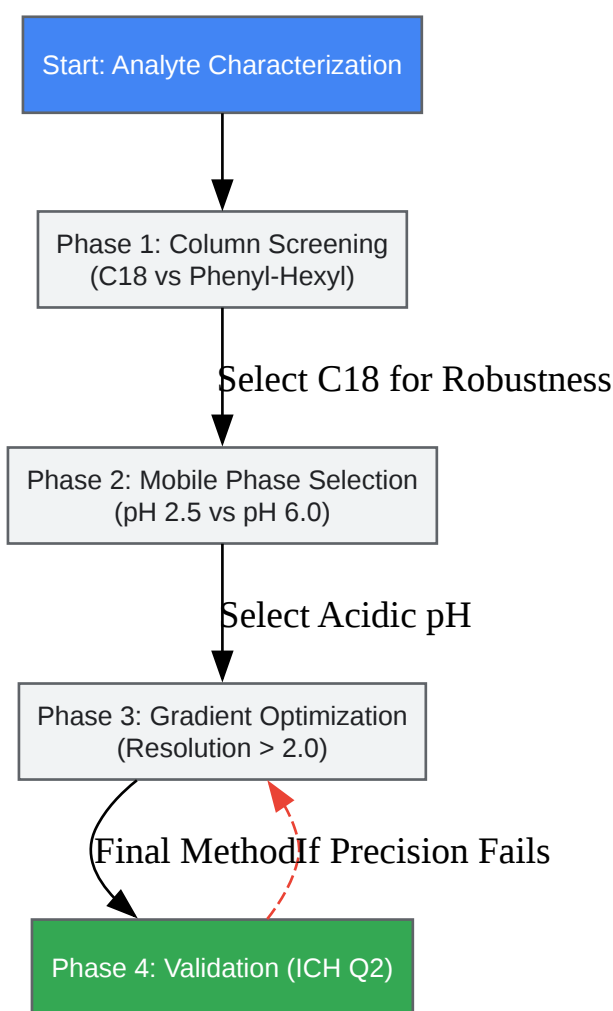 Start: Analyte Characterization
Phase 1: Column Screening
(C18 vs Phenyl-Hexyl)
Select C18 for Robustness
Phase 2: Mobile Phase Selection
(pH 2.5 vs pH 6.0)
Select Acidic pH
Phase 3: Gradient Optimization
(Resolution > 2.0)
Final Method
If Precision Fails
Phase 4: Validation (ICH Q2)